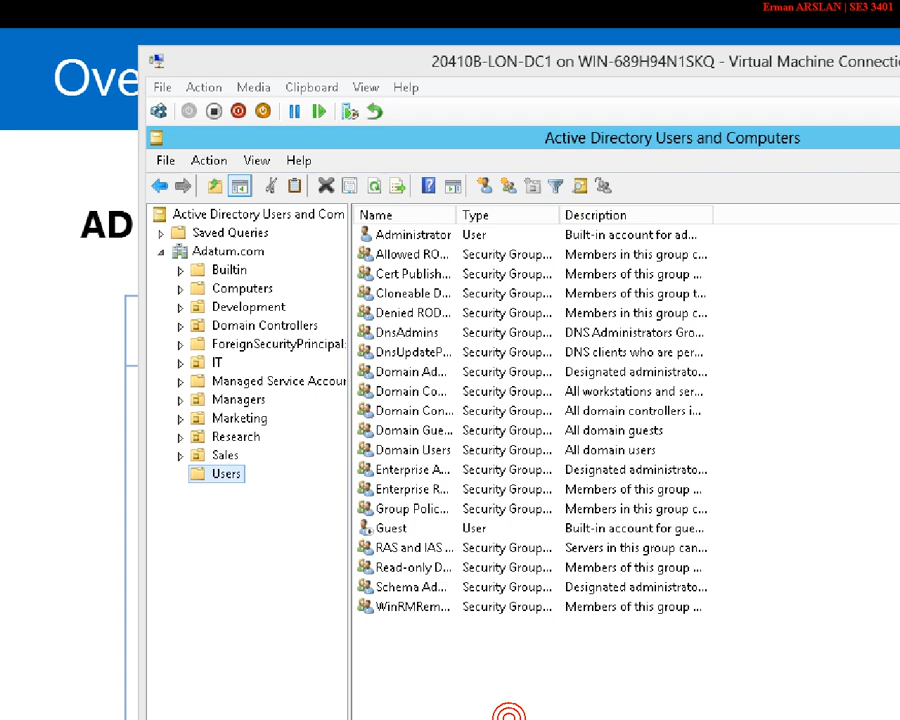 Erman ARSLAN | SE3 3401
Ove
20410B-LON-DC1 on WIN-689H94N1SKQ - Virtual Machine Connecti
File Action Media Clipboard View Help
Active Directory Users and Computers
File Action View Help
AD
Active Directory Users and Com
Saved Queries
Adatum.com
Builtin
Computers
Development
Domain Controllers
ForeignSecurityPrincipal:
IT
Managed Service Accour
Managers
Marketing
Research
Sales
Users
Name Type Description
Administrator User Built-in account for ad...
Allowed RO... Security Group... Members in this group c...
Cert Publish... Security Group... Members of this group ...
Cloneable D... Security Group... Members of this group t...
Denied ROD... Security Group... Members in this group c...
DnsAdmins Security Group... DNS Administrators Gro...
DnsUpdateP... Security Group... DNS clients who are per...
Domain Ad... Security Group... Designated administrato...
Domain Co... Security Group... All workstations and ser...
Domain Con... Security Group... All domain controllers i...
Domain Gue... Security Group... All domain guests
Domain Users Security Group... All domain users
Enterprise A... Security Group... Designated administrato...
Enterprise R... Security Group... Members of this group ...
Group Polic... Security Group... Members in this group c...
Guest User Built-in account for gue...
RAS and IAS ... Security Group... Servers in this group can...
Read-only D... Security Group... Members of this group ...
Schema Ad... Security Group... Designated administrato...
WinRMRem... Security Group... Members of this group ...